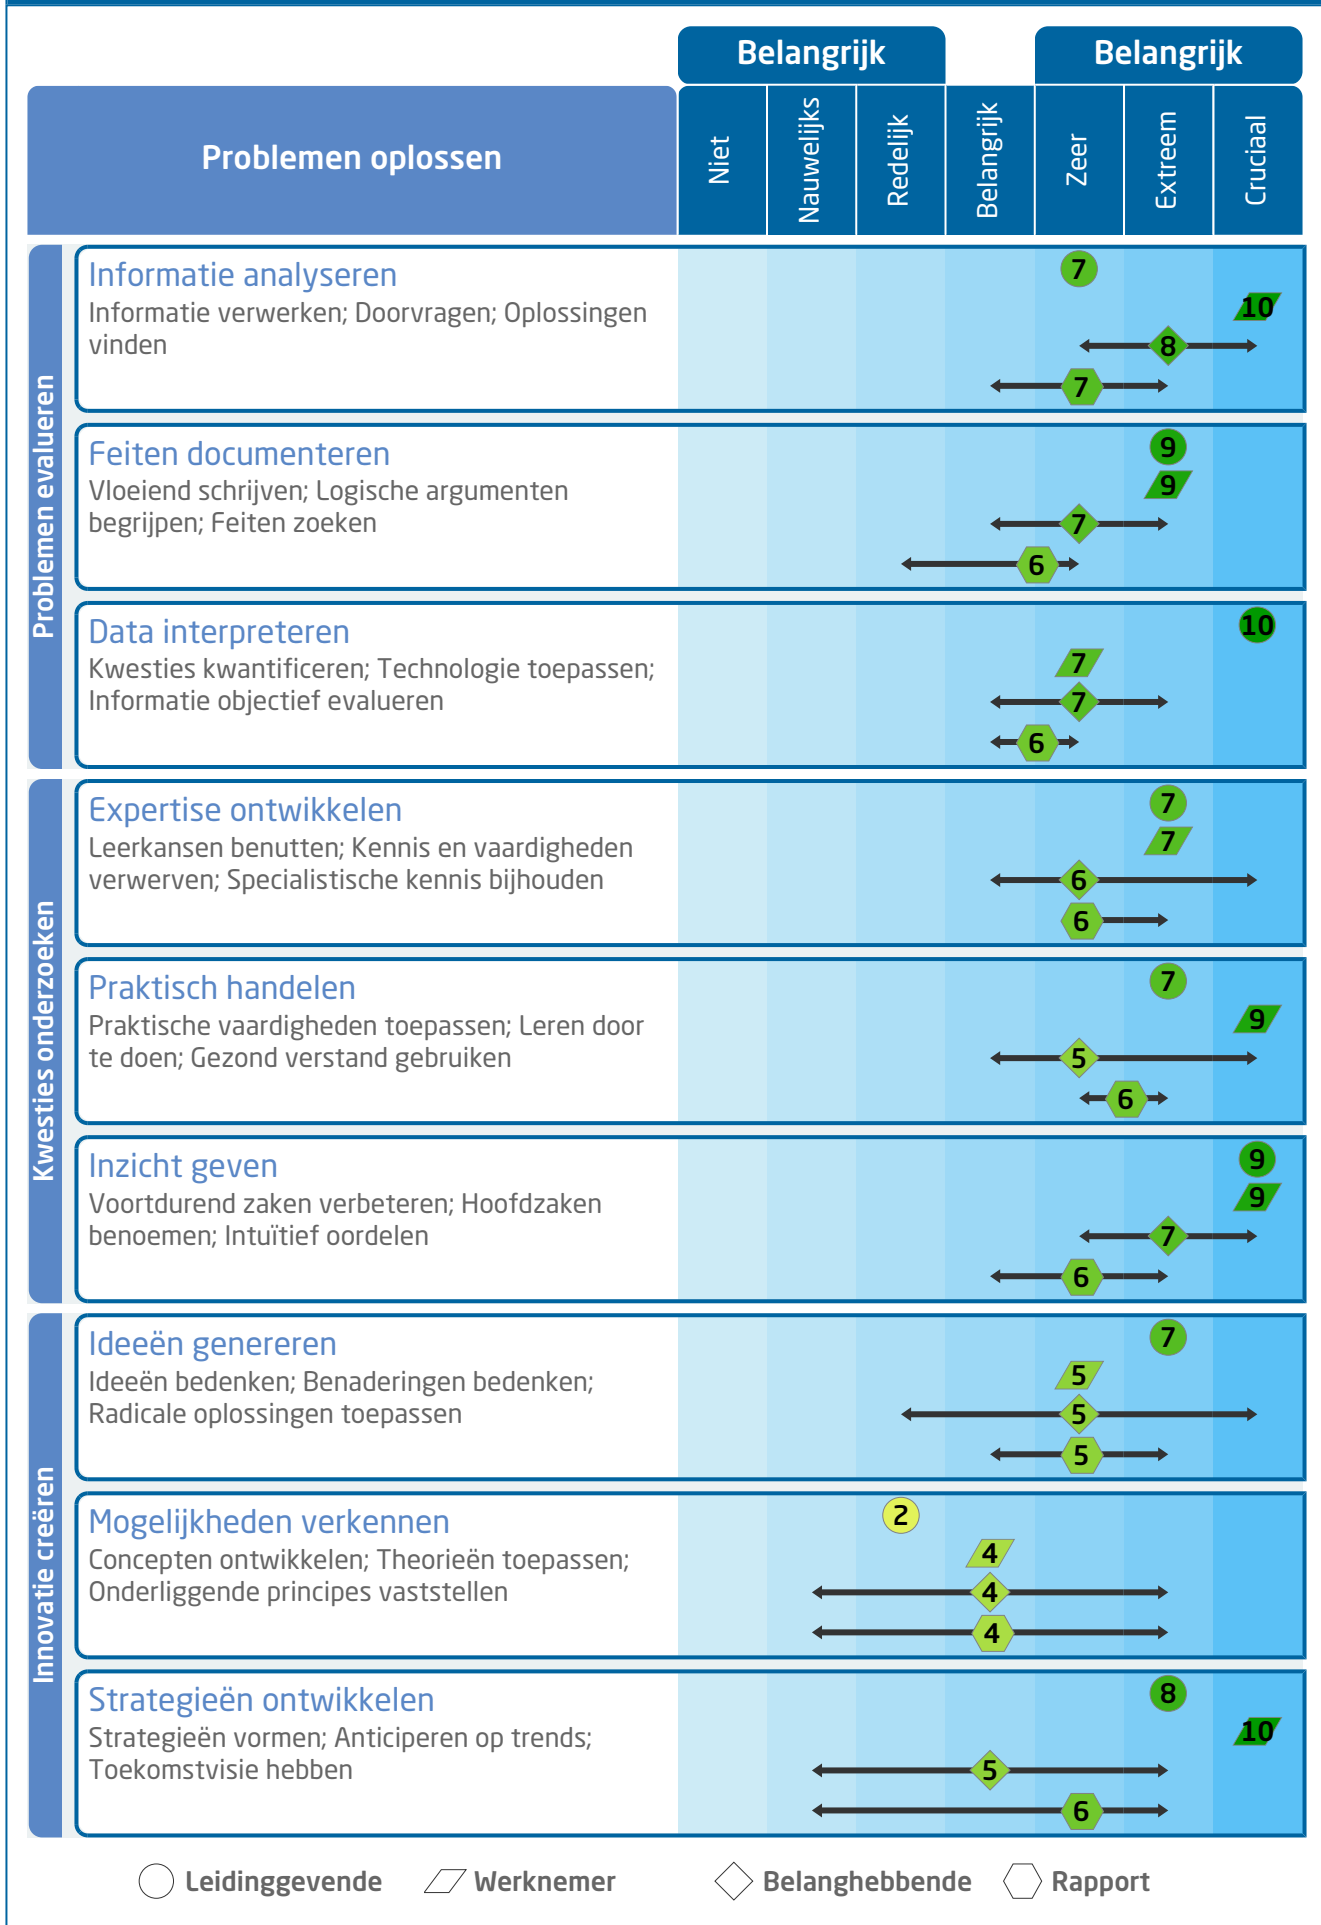 Belangrijk
Belangrijk
Problemen oplossen
Niet
Nauwelijks
Redelijk
Belangrijk
Zeer
Extreem
Cruciaal
Problemen evalueren
Informatie analyseren
Informatie verwerken; Doorvragen; Oplossingen
vinden
7
10
8
7
Feiten documenteren
Vloeiend schrijven; Logische argumenten
begrijpen; Feiten zoeken
9
9
7
6
Data interpreteren
Kwesties kwantificeren; Technologie toepassen;
Informatie objectief evalueren
10
7
7
6
Kwesties onderzoeken
Expertise ontwikkelen
Leerkansen benutten; Kennis en vaardigheden
verwerven; Specialistische kennis bijhouden
7
7
6
6
Praktisch handelen
Praktische vaardigheden toepassen; Leren door
te doen; Gezond verstand gebruiken
7
9
5
6
Inzicht geven
Voortdurend zaken verbeteren; Hoofdzaken
benoemen; Intuïtief oordelen
9
9
7
6
Innovatie creëren
Ideeën genereren
Ideeën bedenken; Benaderingen bedenken;
Radicale oplossingen toepassen
7
5
5
5
Mogelijkheden verkennen
Concepten ontwikkelen; Theorieën toepassen;
Onderliggende principes vaststellen
2
4
4
4
Strategieën ontwikkelen
Strategieën vormen; Anticiperen op trends;
Toekomstvisie hebben
8
10
5
6
Leidinggevende
Werknemer
Belanghebbende
Rapport